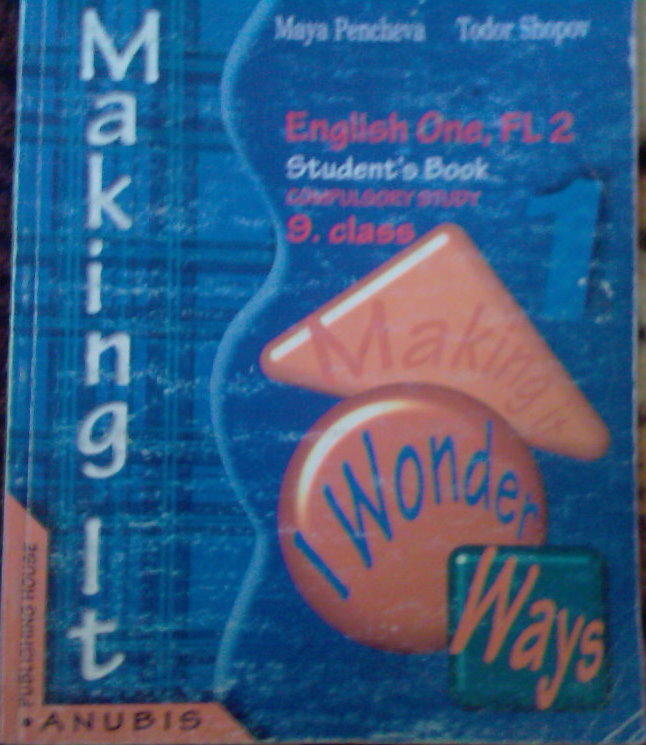 Making It
Maya Pencheva Todor Shopov
English One, FL 2
Student's Book
COMPULSORY STUDY
9. class
1
Making it
I Wonder
Ways
PUBLISHING HOUSE
• ANUBIS